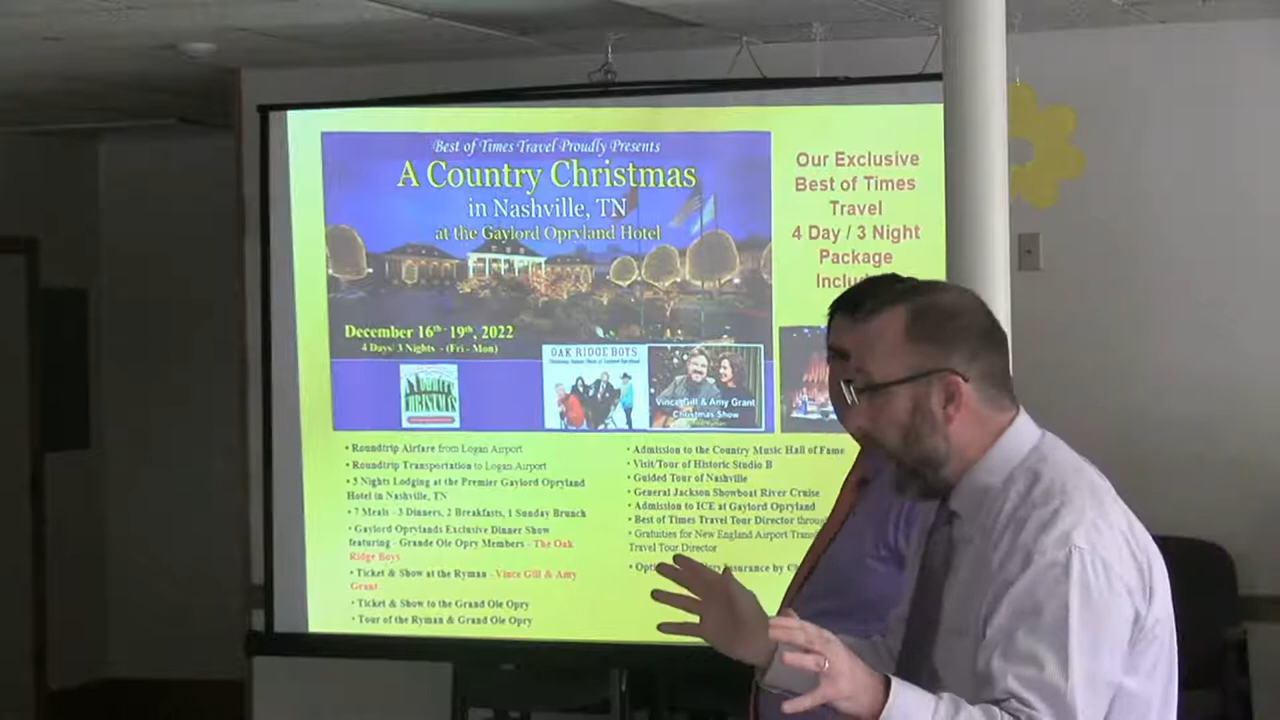 Best of Times Travel Proudly Presents
A Country Christmas
in Nashville, TN
at the Gaylord Opryland Hotel
December 16th- 19th, 2022
4 Days/ 3 Nights - (Fri - Mon)
OAK RIDGE BOYS
Vince Gill & Amy Grant
Christmas Show
Our Exclusive
Best of Times
Travel
4 Day / 3 Night
Package
• Roundtrip Airfare from Logan Airport
• Roundtrip Transportation to Logan Airport
• 3 Nights Lodging at the Premier Gaylord Opryland
Hotel in Nashville, TN
• 7 Meals - 3 Dinners, 2 Breakfasts, 1 Sunday Brunch
• Gaylord Oprylands Exclusive Dinner Show
featuring - Grande Ole Opry Members - The Oak
Ridge Boys
• Ticket & Show at the Ryman - Vince Gill & Amy
Grant
• Ticket & Show to the Grand Ole Opry
• Tour of the Ryman & Grand Ole Opry
• Admission to the Country Music Hall of Fame
• Visit/Tour of Historic Studio B
• Guided Tour of Nashville
• General Jackson Showboat River Cruise
• Admission to ICE at Gaylord Opryland
• Best of Times Travel Tour Director
• Gratuities for New England Airport
Travel Tour Director
• Insurance by